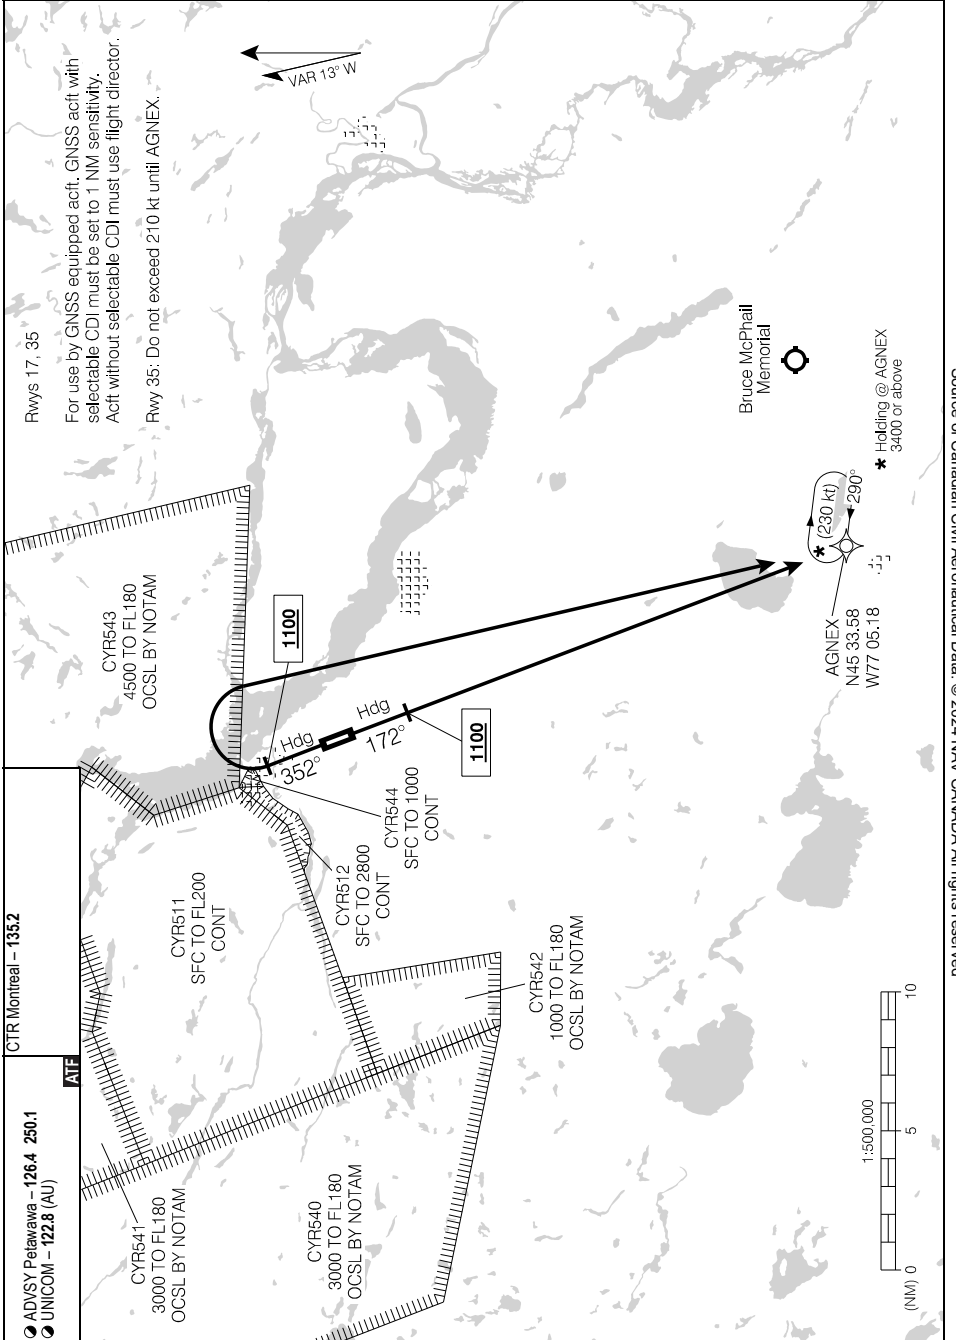 ADVSY Petawawa – 126.4 250.1
UNICOM – 122.8 (AU)
ATF
CTR Montreal – 135.2
Rwys 17, 35
For use by GNSS equipped acft. GNSS acft with
selectable CDI must be set to 1 NM sensitivity.
Acft without selectable CDI must use flight director.
Rwy 35: Do not exceed 210 kt until AGNEX.
VAR 13° W
CYR543
4500 TO FL180
OCSL BY NOTAM
CYR511
SFC TO FL200
CONT
CYR541
3000 TO FL180
OCSL BY NOTAM
CYR540
3000 TO FL180
OCSL BY NOTAM
CYR512
SFC TO 2800
CONT
CYR544
SFC TO 1000
CONT
CYR542
1000 TO FL180
OCSL BY NOTAM
1100
Hdg
352°
Hdg
172°
1100
Bruce McPhail
Memorial
* (230 kt)
290°
* Holding @ AGNEX
3400 or above
AGNEX
N45 33.58
W77 05.18
1:500,000
(NM) 0 5 10
Source of Canadian Civil Aeronautical Data: © 2024 NAV CANADA All rights reserved